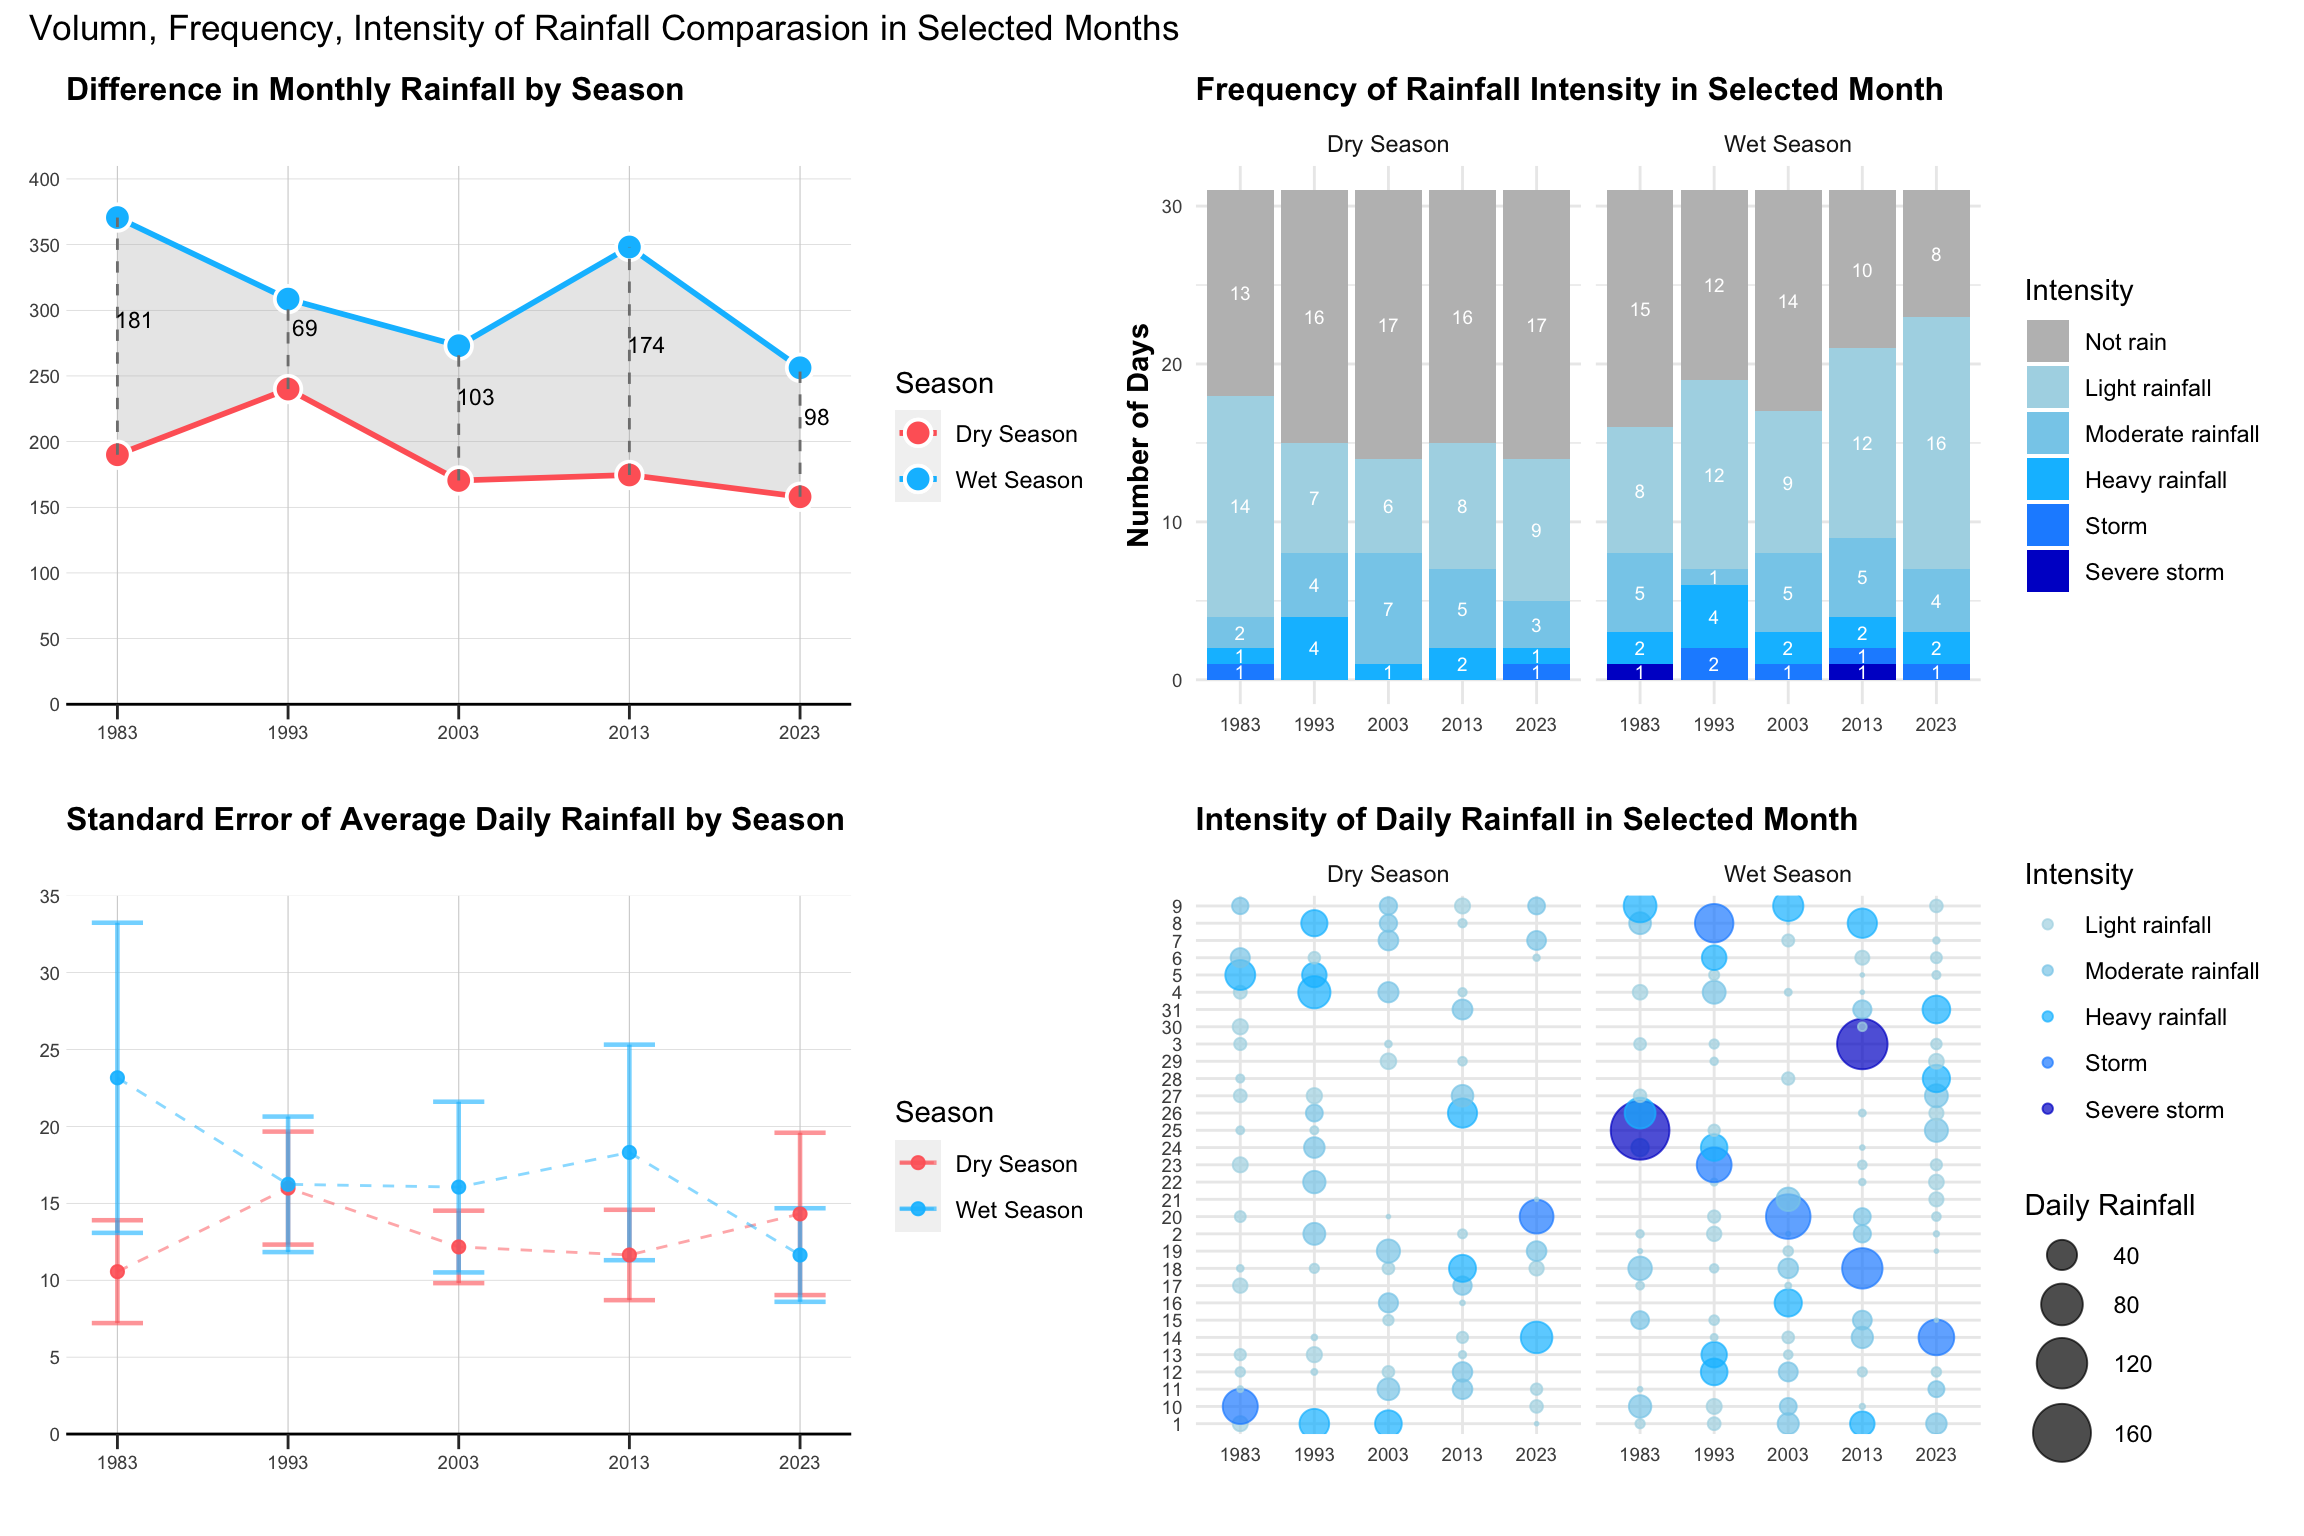 Volumn, Frequency, Intensity of Rainfall Comparasion in Selected Months
Difference in Monthly Rainfall by Season
400
350
300
250
200
150
100
50
0
181
69
103
174
98
1983 1993 2003 2013 2023
Season
Dry Season
Wet Season
Frequency of Rainfall Intensity in Selected Month
Dry Season Wet Season
Number of Days
30
20
10
0
13 16 17 16 17
14 7 6 8 9
2 4 7 5 3
1 4 1 2 1
1 1
15 12 14 10 8
8 12 9 12 16
5 1 5 5 4
2 4 2 2 2
1 2 1 1 1
1
1983 1993 2003 2013 2023 1983 1993 2003 2013 2023
Intensity
Not rain
Light rainfall
Moderate rainfall
Heavy rainfall
Storm
Severe storm
Standard Error of Average Daily Rainfall by Season
35
30
25
20
15
10
5
0
1983 1993 2003 2013 2023
Season
Dry Season
Wet Season
Intensity of Daily Rainfall in Selected Month
Dry Season Wet Season
9
8
7
6
5
4
31
30
3
29
28
27
26
25
24
23
22
21
20
2
19
18
17
16
15
14
13
12
11
10
1
1983 1993 2003 2013 2023 1983 1993 2003 2013 2023
Intensity
Light rainfall
Moderate rainfall
Heavy rainfall
Storm
Severe storm
Daily Rainfall
40
80
120
160